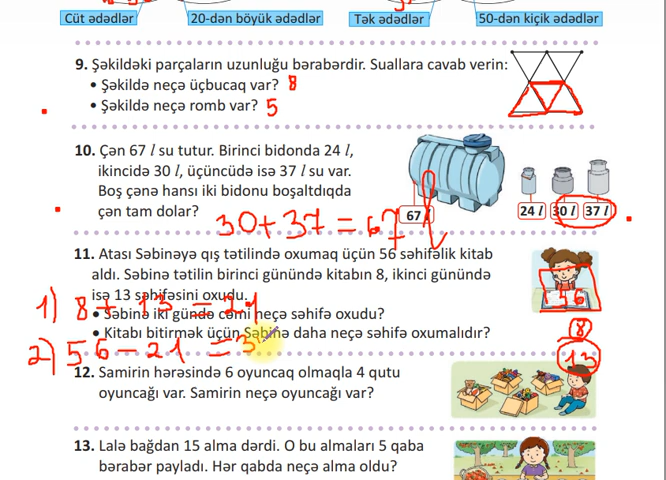 Cüt ədədlər
20-dən böyük ədədlər
Tək ədədlər
50-dən kiçik ədədlər
9. Şəkildəki parçaların uzunluğu bərabərdir. Suallara cavab verin:
• Şəkildə neçə üçbucaq var? 8
• Şəkildə neçə romb var? 5
10. Çən 67 l su tutur. Birinci bidonda 24 l,
ikincidə 30 l, üçüncüdə isə 37 l su var.
Boş çənə hansı iki bidonu boşaltdıqda
çən tam dolar?
30+37=67
67 l
24 l 30 l 37 l
11. Atası Səbinəyə qış tətilində oxumaq üçün 56 səhifəlik kitab
aldı. Səbinə tətilin birinci günündə kitabın 8, ikinci günündə
isə 13 səhifəsini oxudu.
1) 8+13=21
• Səbinə iki gündə cəmi neçə səhifə oxudu?
• Kitabı bitirmək üçün Səbinə daha neçə səhifə oxumalıdır?
2) 56-21=3
56
8
13
12. Samirin hərəsində 6 oyuncaq olmaqla 4 qutu
oyuncağı var. Samirin neçə oyuncağı var?
13. Lalə bağdan 15 alma dərdi. O bu almaları 5 qaba
bərabər payladı. Hər qabda neçə alma oldu?